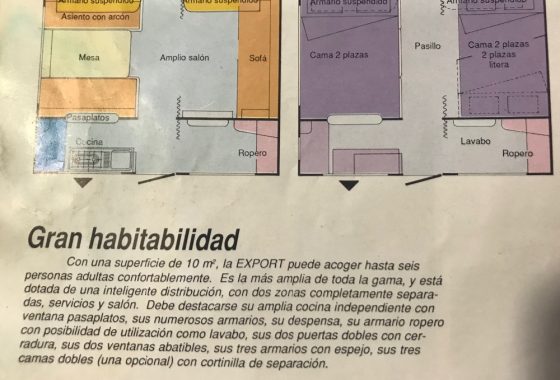 Armario suspendido
Asiento con arcón
Mesa
Amplio salón
Sofá
Pasaplatos
Cocina
Ropero
Armario suspendido
Armario suspendido
Cama 2 plazas
Pasillo
Cama 2 plazas
2 plazas
litera
Lavabo
Ropero
Gran habitabilidad
Con una superficie de 10 m², la EXPORT puede acoger hasta seis
personas adultas confortablemente. Es la más amplia de toda la gama, y está
dotada de una inteligente distribución, con dos zonas completamente separa-
das, servicios y salón. Debe destacarse su amplia cocina independiente con
ventana pasaplatos, sus numerosos armarios, su despensa, su armario ropero
con posibilidad de utilización como lavabo, sus dos puertas dobles con cer-
radura, sus dos ventanas abatibles, sus tres armarios con espejo, sus tres
camas dobles (una opcional) con cortinilla de separación.